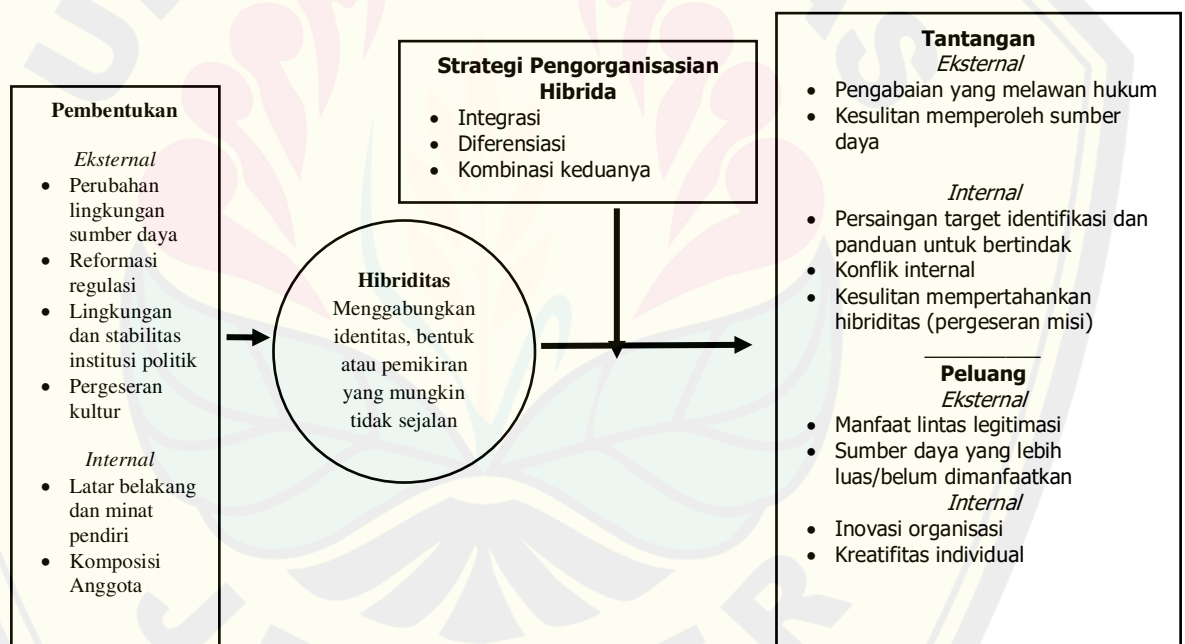 Pembentukan
Eksternal
• Perubahan
lingkungan
sumber daya
• Reformasi
regulasi
• Lingkungan
dan stabilitas
institusi politik
• Pergeseran
kultur
Internal
• Latar belakang
dan minat
pendiri
• Komposisi
Anggota
Hibriditas
Menggabungkan
identitas, bentuk
atau pemikiran
yang mungkin
tidak sejalan
Strategi Pengorganisasian
Hibrida
• Integrasi
• Diferensiasi
• Kombinasi keduanya
Tantangan
Eksternal
• Pengabaian yang melawan hukum
• Kesulitan memperoleh sumber
daya
Internal
• Persaingan target identifikasi dan
panduan untuk bertindak
• Konflik internal
• Kesulitan mempertahankan
hibriditas (pergeseran misi)
Peluang
Eksternal
• Manfaat lintas legitimasi
• Sumber daya yang lebih
luas/belum dimanfaatkan
Internal
• Inovasi organisasi
• Kreatifitas individual